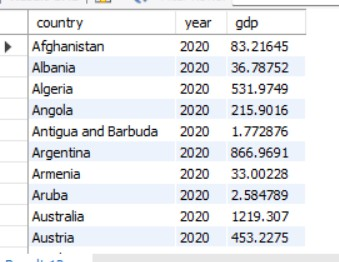 country year gdp
Afghanistan 2020 83.21645
Albania 2020 36.78752
Algeria 2020 531.9749
Angola 2020 215.9016
Antigua and Barbuda 2020 1.772876
Argentina 2020 866.9691
Armenia 2020 33.00228
Aruba 2020 2.584789
Australia 2020 1219.307
Austria 2020 453.2275